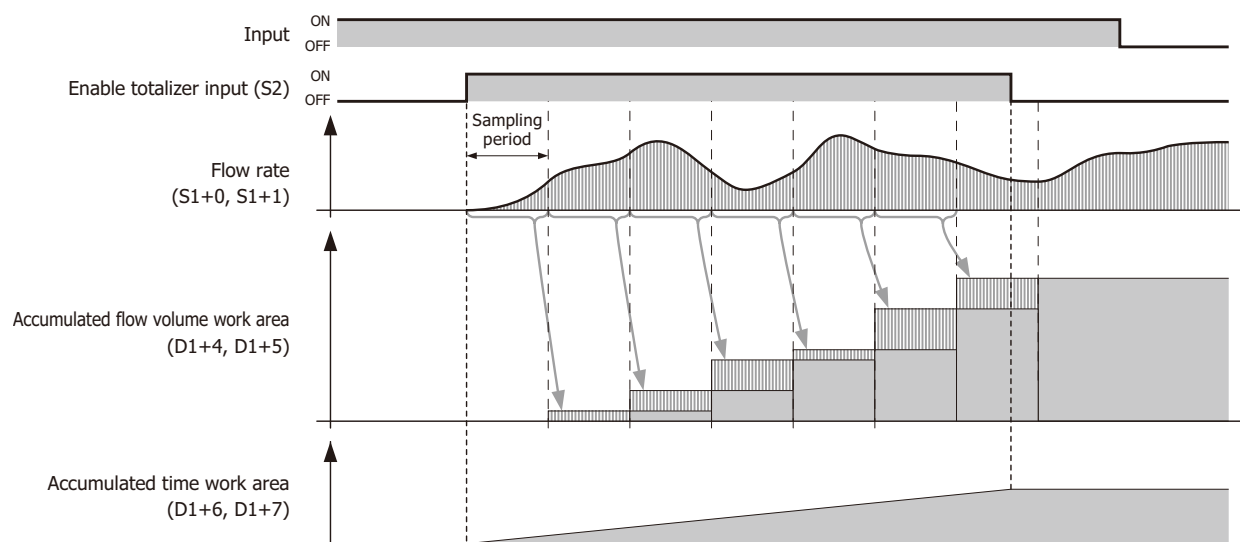 ON
Input
OFF
ON
Enable totalizer input (S2)
OFF
Sampling
period
Flow rate
(S1+0, S1+1)
Accumulated flow volume work area
(D1+4, D1+5)
Accumulated time work area
(D1+6, D1+7)